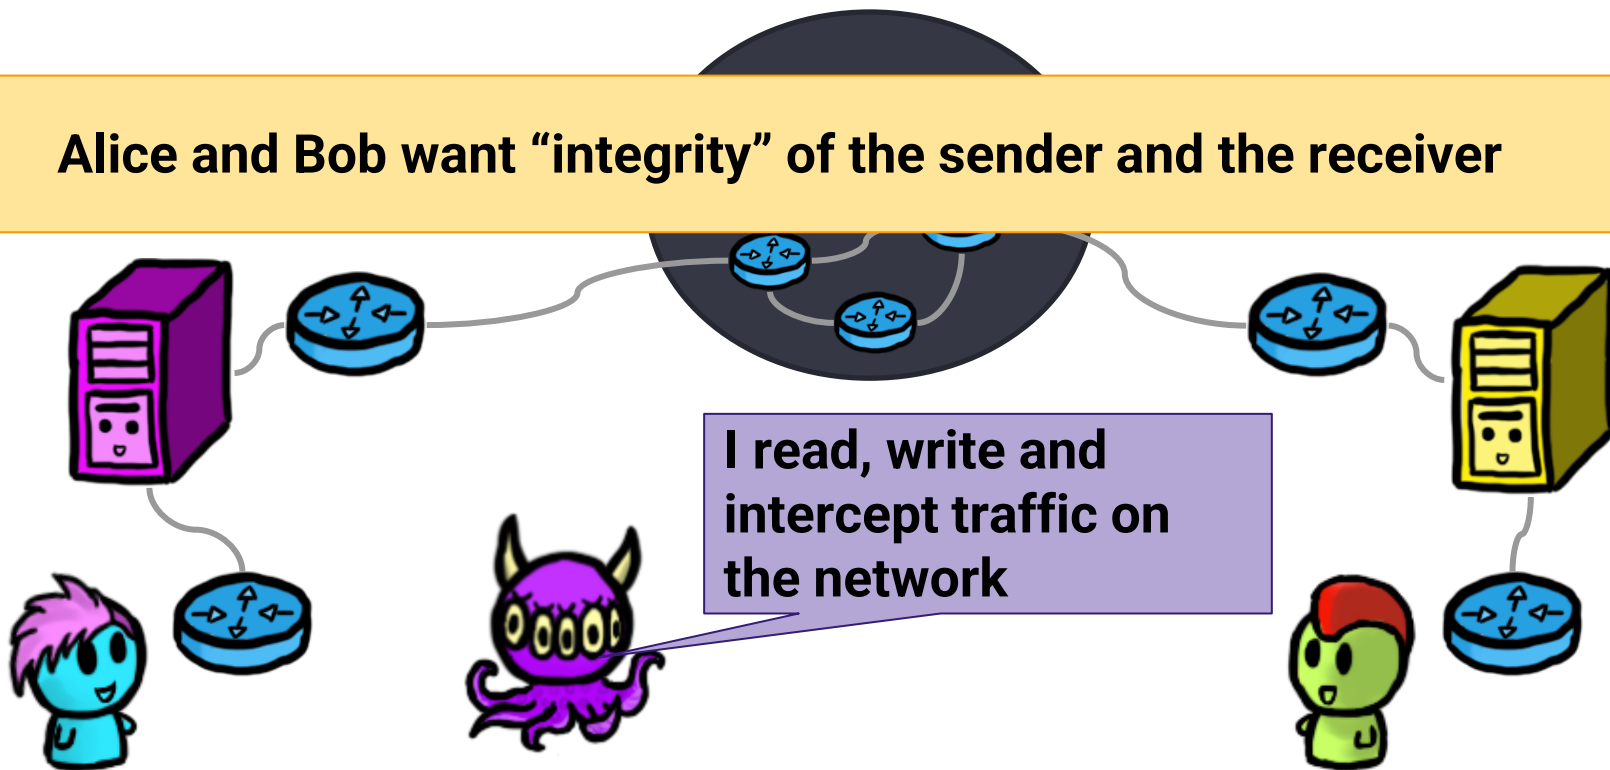 Alice and Bob want “integrity” of the sender and the receiver
I read, write and
intercept traffic on
the network